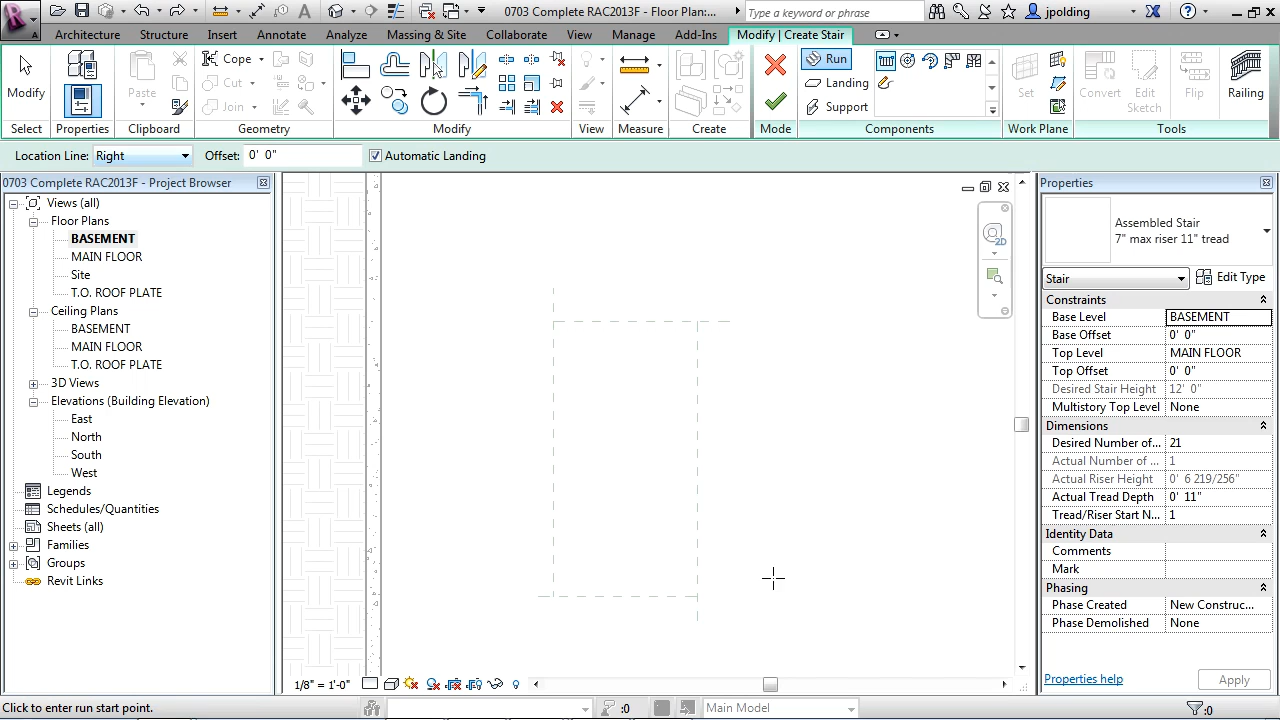 0703 Complete RAC2013F - Floor Plan:...
Type a keyword or phrase
jpolding
Architecture
Structure
Insert
Annotate
Analyze
Massing & Site
Collaborate
View
Manage
Add-Ins
Modify | Create Stair
Modify
Paste
Cope
Cut
Join
Run
Landing
Support
Set
Convert
Edit
Sketch
Flip
Railing
Select
Properties
Clipboard
Geometry
Modify
View
Measure
Create
Mode
Components
Work Plane
Tools
Location Line: Right
Offset: 0' 0"
Automatic Landing
0703 Complete RAC2013F - Project Browser
Views (all)
Floor Plans
BASEMENT
MAIN FLOOR
Site
T.O. ROOF PLATE
Ceiling Plans
BASEMENT
MAIN FLOOR
T.O. ROOF PLATE
3D Views
Elevations (Building Elevation)
East
North
South
West
Legends
Schedules/Quantities
Sheets (all)
Families
Groups
Revit Links
2D
Properties
Assembled Stair
7" max riser 11" tread
Stair
Edit Type
Constraints
Base Level BASEMENT
Base Offset 0' 0"
Top Level MAIN FLOOR
Top Offset 0' 0"
Desired Stair Height 12' 0"
Multistory Top Level None
Dimensions
Desired Number of... 21
Actual Number of ... 1
Actual Riser Height 0' 6 219/256"
Actual Tread Depth 0' 11"
Tread/Riser Start N... 1
Identity Data
Comments
Mark
Phasing
Phase Created New Construc...
Phase Demolished None
Properties help
Apply
1/8" = 1'-0"
Click to enter run start point.
:0
Main Model
:0